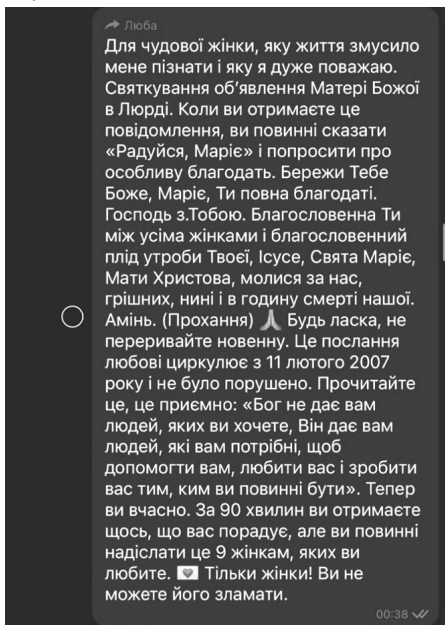 Люба
Для чудової жінки, яку життя змусило
мене пізнати і яку я дуже поважаю.
Святкування об’явлення Матері Божої
в Люрді. Коли ви отримаєте це
повідомлення, ви повинні сказати
«Радуйся, Маріє» і попросити про
особливу благодать. Бережи Тебе
Боже, Маріє, Ти повна благодаті.
Господь з.Тобою. Благословенна Ти
між усіма жінками і благословенний
плід утроби Твоєї, Ісусе, Свята Маріє,
Мати Христова, молися за нас,
грішних, нині і в годину смерті нашої.
Амінь. (Прохання) 🙏 Будь ласка, не
переривайте новенну. Це послання
любові циркулює з 11 лютого 2007
року і не було порушено. Прочитайте
це, це приємно: «Бог не дає вам
людей, яких ви хочете, Він дає вам
людей, які вам потрібні, щоб
допомогти вам, любити вас і зробити
вас тим, ким ви повинні бути». Тепер
ви вчасно. За 90 хвилин ви отримаєте
щось, що вас порадує, але ви повинні
надіслати це 9 жінкам, яких ви
любите. 💌 Тільки жінки! Ви не
можете його зламати.
00:38